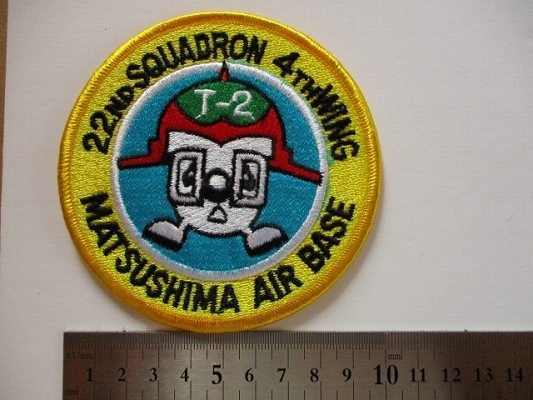 22ND SQUADRON 4TH WING
T-2
MATSUSHIMA AIR BASE
mm
1 2 3 4 5 6 7 8 9 10 11 12 13 14